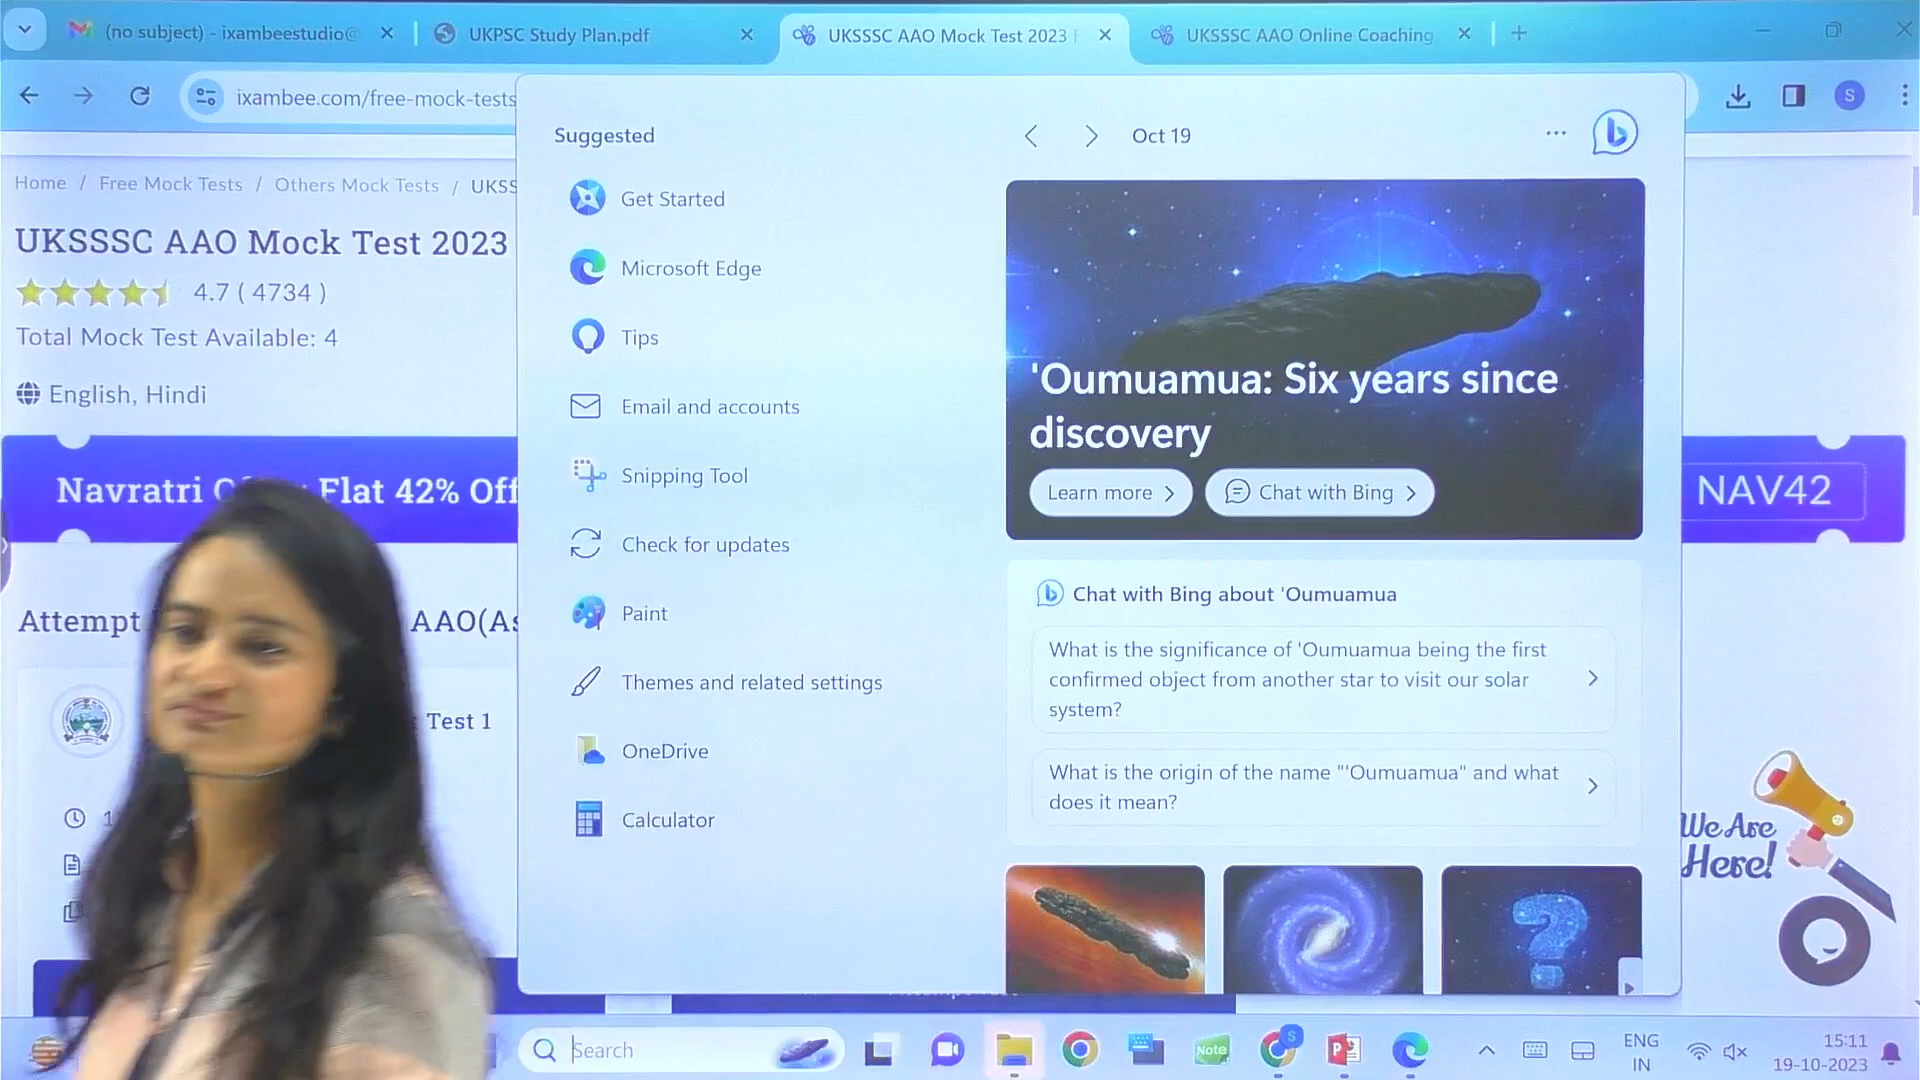 (no subject) - ixambeestudio@
UKPSC Study Plan.pdf
UKSSSC AAO Mock Test 2023
UKSSSC AAO Online Coaching
ixambee.com/free-mock-tests
S
Suggested
Oct 19
Home / Free Mock Tests / Others Mock Tests / UKSS
UKSSSC AAO Mock Test 2023
4.7 ( 4734 )
Total Mock Test Available: 4
English, Hindi
Navratri
Flat 42% Off
NAV42
Attempt
AAO(As
Test 1
Get Started
Microsoft Edge
Tips
Email and accounts
Snipping Tool
Check for updates
Paint
Themes and related settings
OneDrive
Calculator
'Oumuamua: Six years since
discovery
Learn more
Chat with Bing
Chat with Bing about 'Oumuamua
What is the significance of 'Oumuamua being the first
confirmed object from another star to visit our solar
system?
What is the origin of the name "'Oumuamua" and what
does it mean?
We Are
Here!
Search
Note
S
P
ENG
IN
15:11
19-10-2023